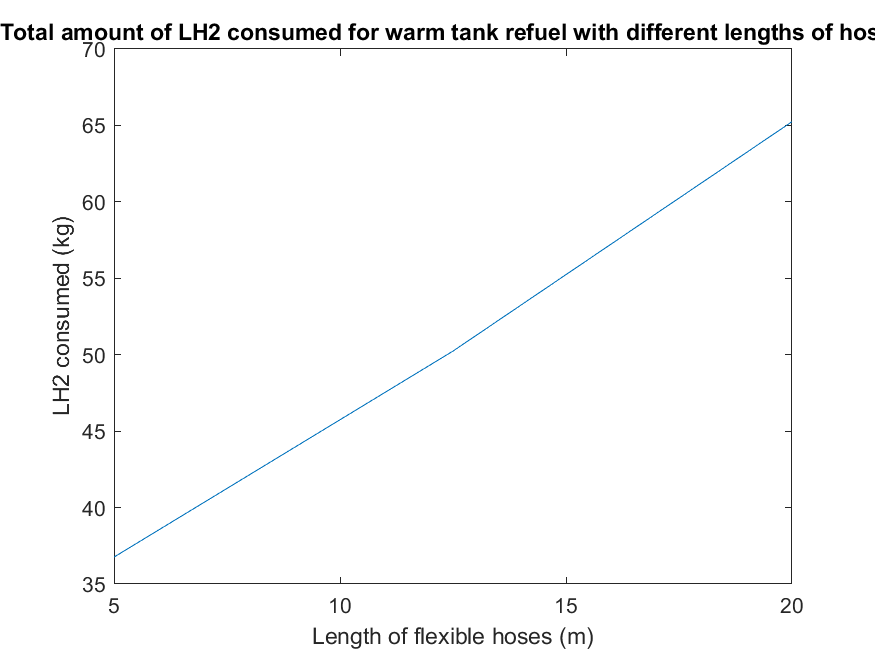 Total amount of LH2 consumed for warm tank refuel with different lengths of hos
70
65
60
55
50
45
40
35
LH2 consumed (kg)
5 10 15 20
Length of flexible hoses (m)